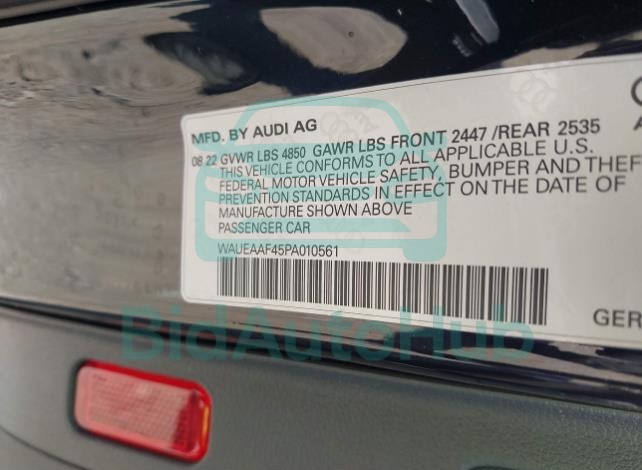 MFD. BY AUDI AG
08 22 GVWR LBS 4850 GAWR LBS FRONT 2447 /REAR 2535
THIS VEHICLE CONFORMS TO ALL APPLICABLE U.S.
FEDERAL MOTOR VEHICLE SAFETY, BUMPER AND THEF
PREVENTION STANDARDS IN EFFECT ON THE DATE OF
MANUFACTURE SHOWN ABOVE
PASSENGER CAR
WAUEAAF45PA010561
GER
BidAutoHub